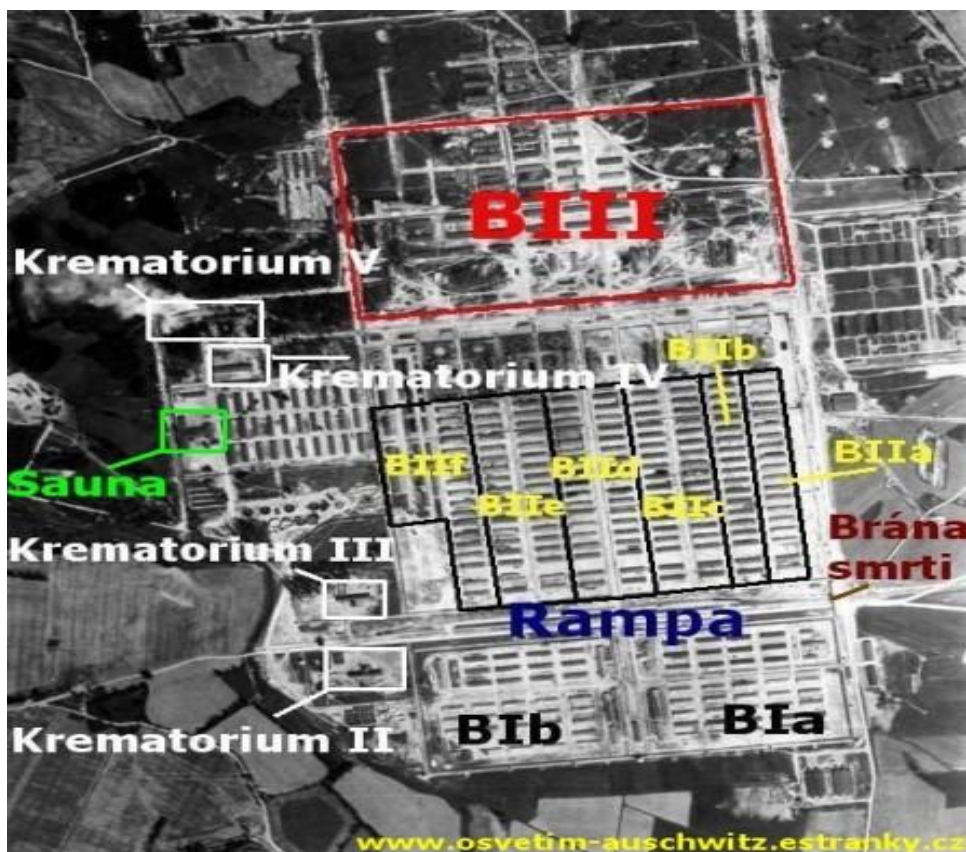 BIII
Krematorium V
BIIb
Krematorium IV
BIIa
BIIf
BIId
Sauna
BIIe
BIIc
Krematorium III
Brána
smrti
Rampa
Krematorium II
BIb
BIa
www.osvetim-auschwitz.estranky.cz